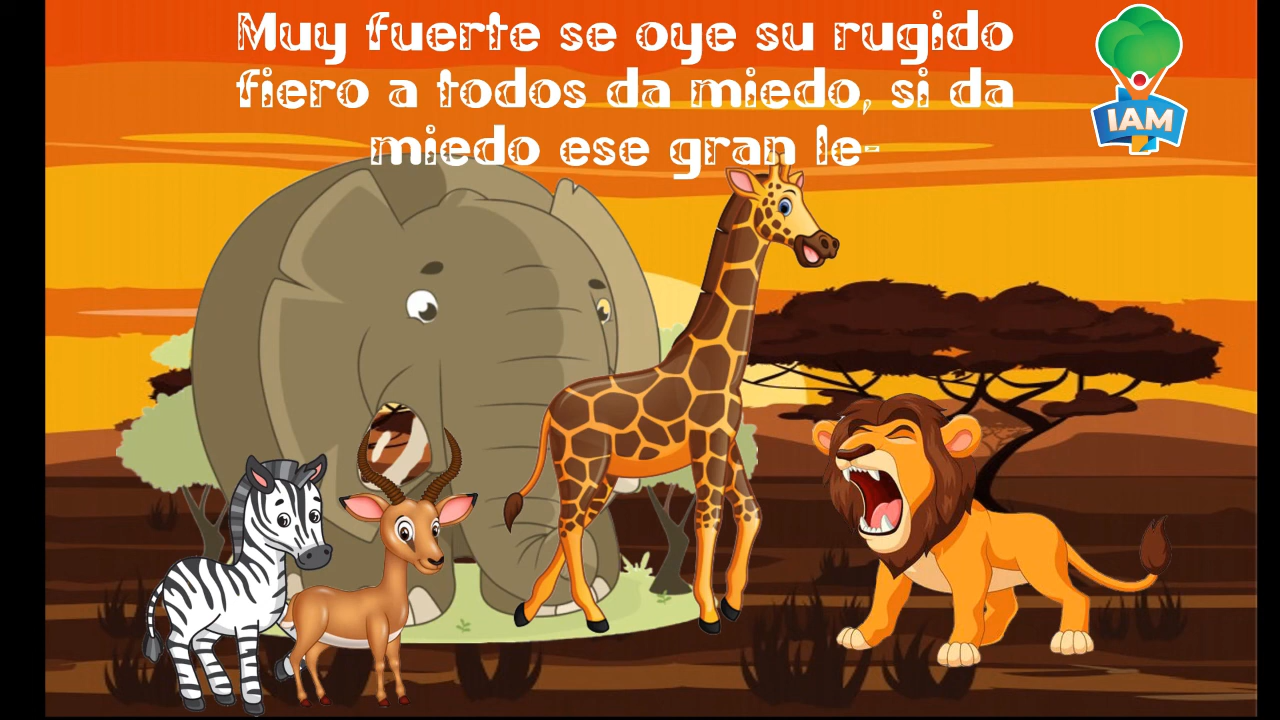 Muy fuerte se oye su rugido
fiero a todos da miedo, si da
miedo ese gran le-
IAM